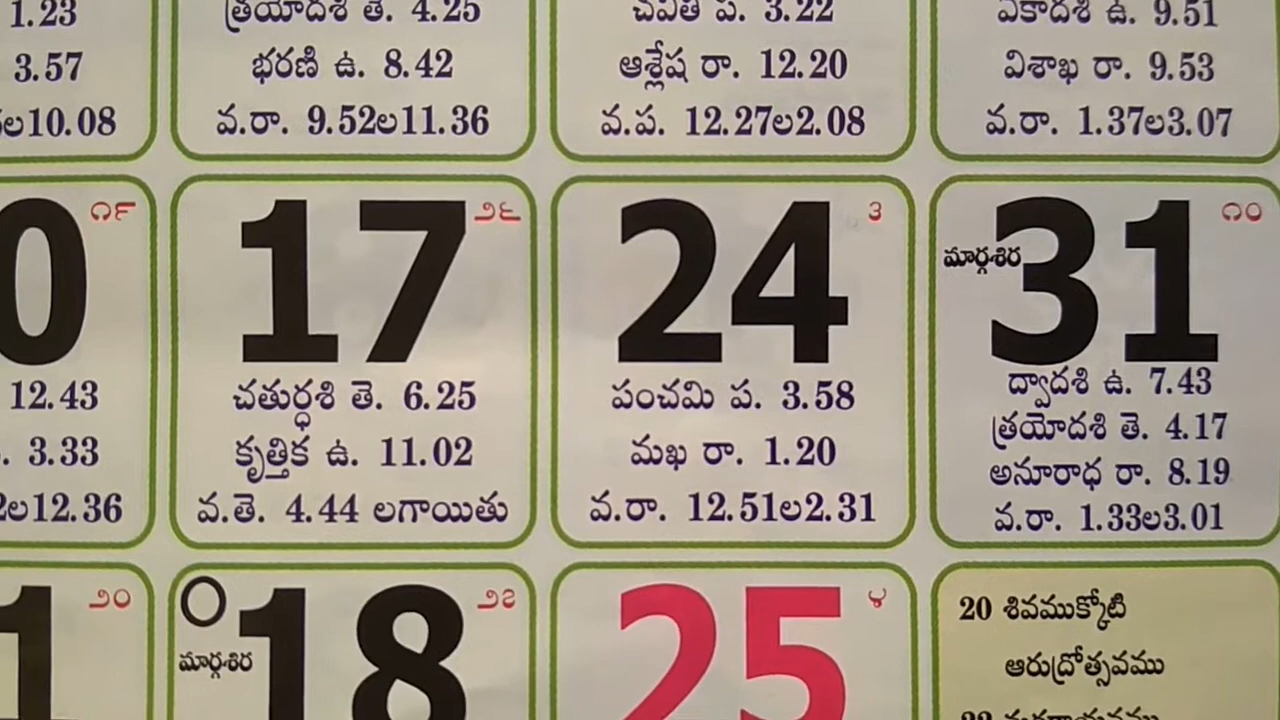 1.23
3.57
ల10.08
త్రయోదశి తె. 4.25
భరణి ఉ. 8.42
వ.రా. 9.52ల11.36
చవితి ప. 3.22
ఆశ్లేష రా. 12.20
వ.ప. 12.27ల2.08
ఏకాదశి ఉ. 9.51
విశాఖ రా. 9.53
వ.రా. 1.37ల3.07
0 ౧౯
12.43
. 3.33
2ల12.36
17 ౨౬
చతుర్ధశి తె. 6.25
కృత్తిక ఉ. 11.02
వ.తె. 4.44 లగాయితు
24 ౩
పంచమి ప. 3.58
మఖ రా. 1.20
వ.రా. 12.51ల2.31
మార్గశిర 31 ౧౦
ద్వాదశి ఉ. 7.43
త్రయోదశి తె. 4.17
అనూరాధ రా. 8.19
వ.రా. 1.33ల3.01
1 ౨౦
మార్గశిర 18 ౨౭
25 ౪
20 శివముక్కోటి
ఆరుద్రోత్సవము